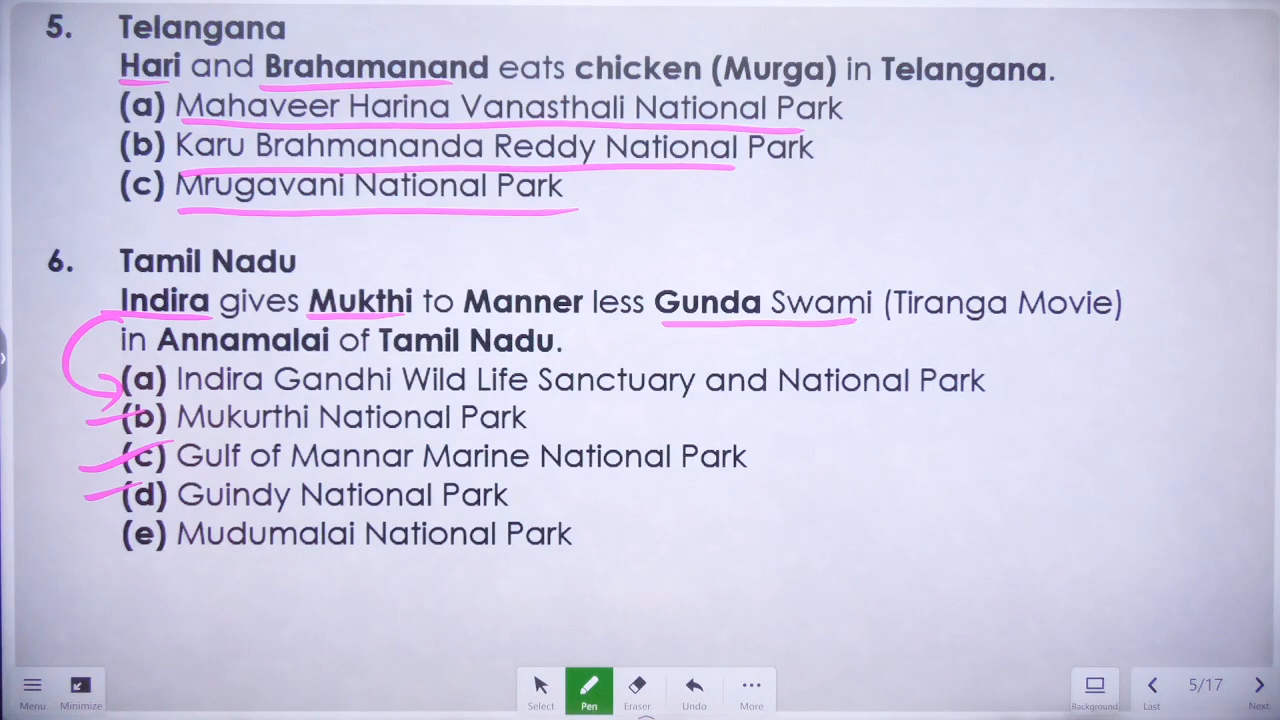 5. Telangana
Hari and Brahamanand eats chicken (Murga) in Telangana.
(a) Mahaveer Harina Vanasthali National Park
(b) Karu Brahmananda Reddy National Park
(c) Mrugavani National Park
6. Tamil Nadu
Indira gives Mukthi to Manner less Gunda Swami (Tiranga Movie)
in Annamalai of Tamil Nadu.
(a) Indira Gandhi Wild Life Sanctuary and National Park
(b) Mukurthi National Park
(c) Gulf of Mannar Marine National Park
(d) Guindy National Park
(e) Mudumalai National Park
Menu Minimize Select Pen Eraser Undo More Background Last 5/17 Next